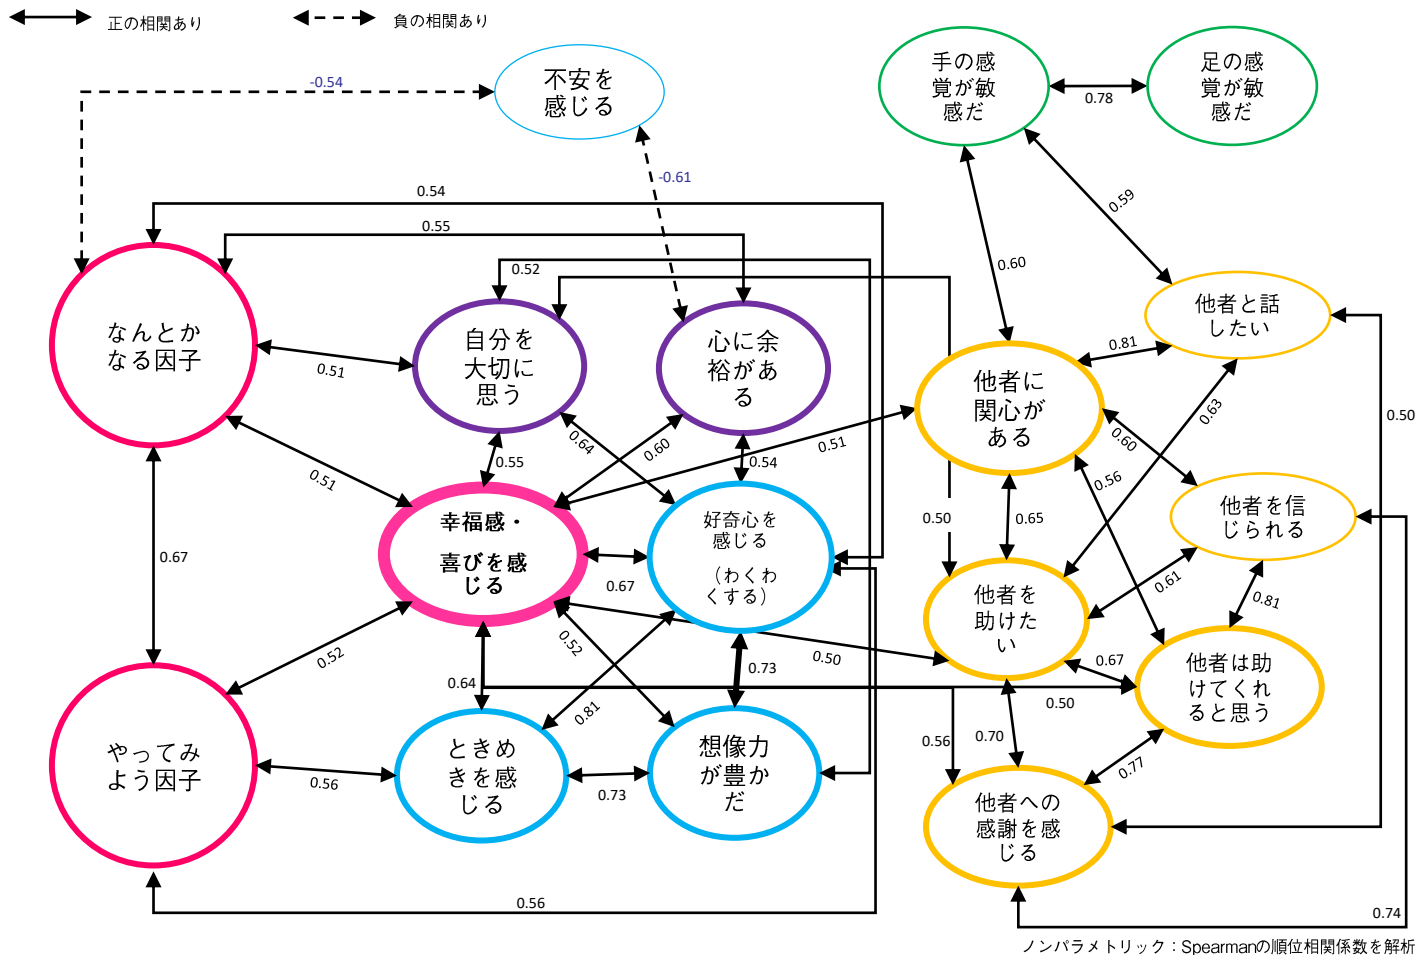 正の相関あり
負の相関あり
不安を
感じる
手の感
覚が敏
感だ
足の感
覚が敏
感だ
-0.54
0.78
-0.61
0.54
0.59
0.55
0.52
0.60
他者と話
したい
なんとか
なる因子
自分を
大切に
思う
心に余
裕があ
る
0.81
0.51
他者に
関心が
ある
0.50
0.63
0.64
0.60
0.51
0.60
0.55
0.54
0.51
0.56
他者を信
じられる
幸福感・
喜びを感
じる
好奇心を
感じる
（わくわ
くする）
0.50
0.65
0.67
0.67
他者を
助けた
い
0.61
0.81
0.52
0.52
0.50
0.73
0.67
他者は助
けてくれ
ると思う
0.64
0.81
0.50
0.56
0.70
0.77
やってみ
よう因子
ときめ
きを感
じる
想像力
が豊か
だ
0.56
0.73
他者への
感謝を感
じる
0.56
0.74
ノンパラメトリック：Spearmanの順位相関係数を解析